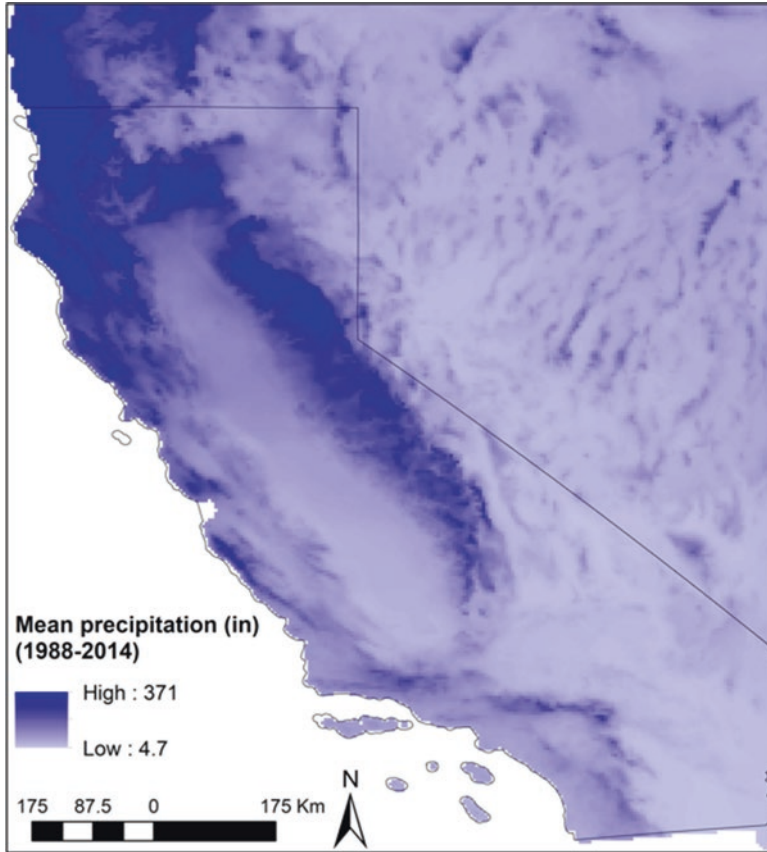 Mean precipitation (in)
(1988-2014)
High : 371
Low : 4.7
N
175 87.5 0 175 Km